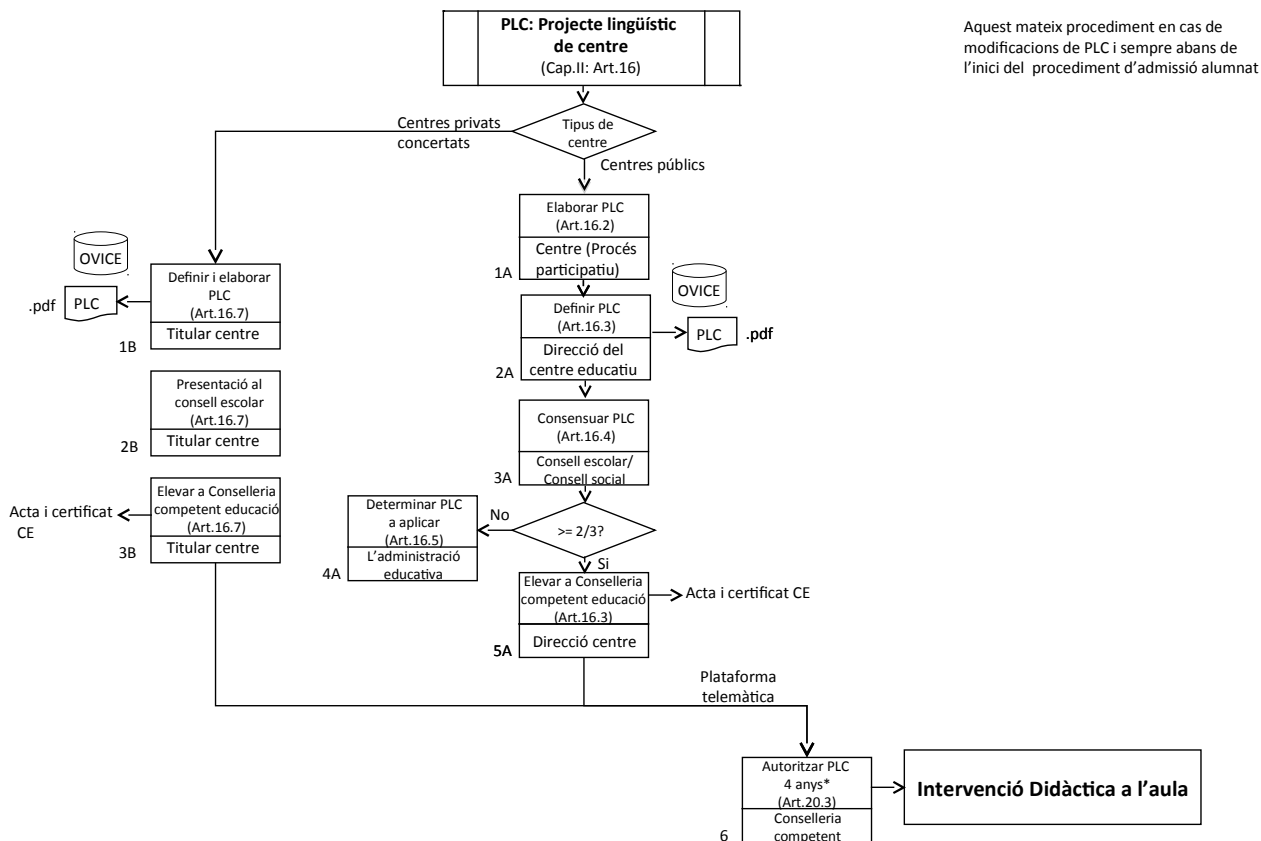 PLC: Projecte lingüístic
de centre
(Cap.II: Art.16)
Aquest mateix procediment en cas de
modificacions de PLC i sempre abans de
l'inici del procediment d'admissió alumnat
Centres privats
concertats
Tipus de
centre
Centres públics
Elaborar PLC
(Art.16.2)
Centre (Procés
participatiu)
1A
OVICE
.pdf
PLC
Definir i elaborar
PLC
(Art.16.7)
Titular centre
1B
OVICE
Definir PLC
(Art.16.3)
Direcció del
centre educatiu
2A
PLC
.pdf
Presentació al
consell escolar
(Art.16.7)
Titular centre
2B
Consensuar PLC
(Art.16.4)
Consell escolar/
Consell social
3A
Acta i certificat
CE
Elevar a Conselleria
competent educació
(Art.16.7)
Titular centre
3B
Determinar PLC
a aplicar
(Art.16.5)
L'administració
educativa
4A
No
>= 2/3?
Si
Elevar a Conselleria
competent educació
(Art.16.3)
Direcció centre
5A
Acta i certificat CE
Plataforma
telemàtica
Autoritzar PLC
4 anys*
(Art.20.3)
Conselleria
competent
6
Intervenció Didàctica a l'aula